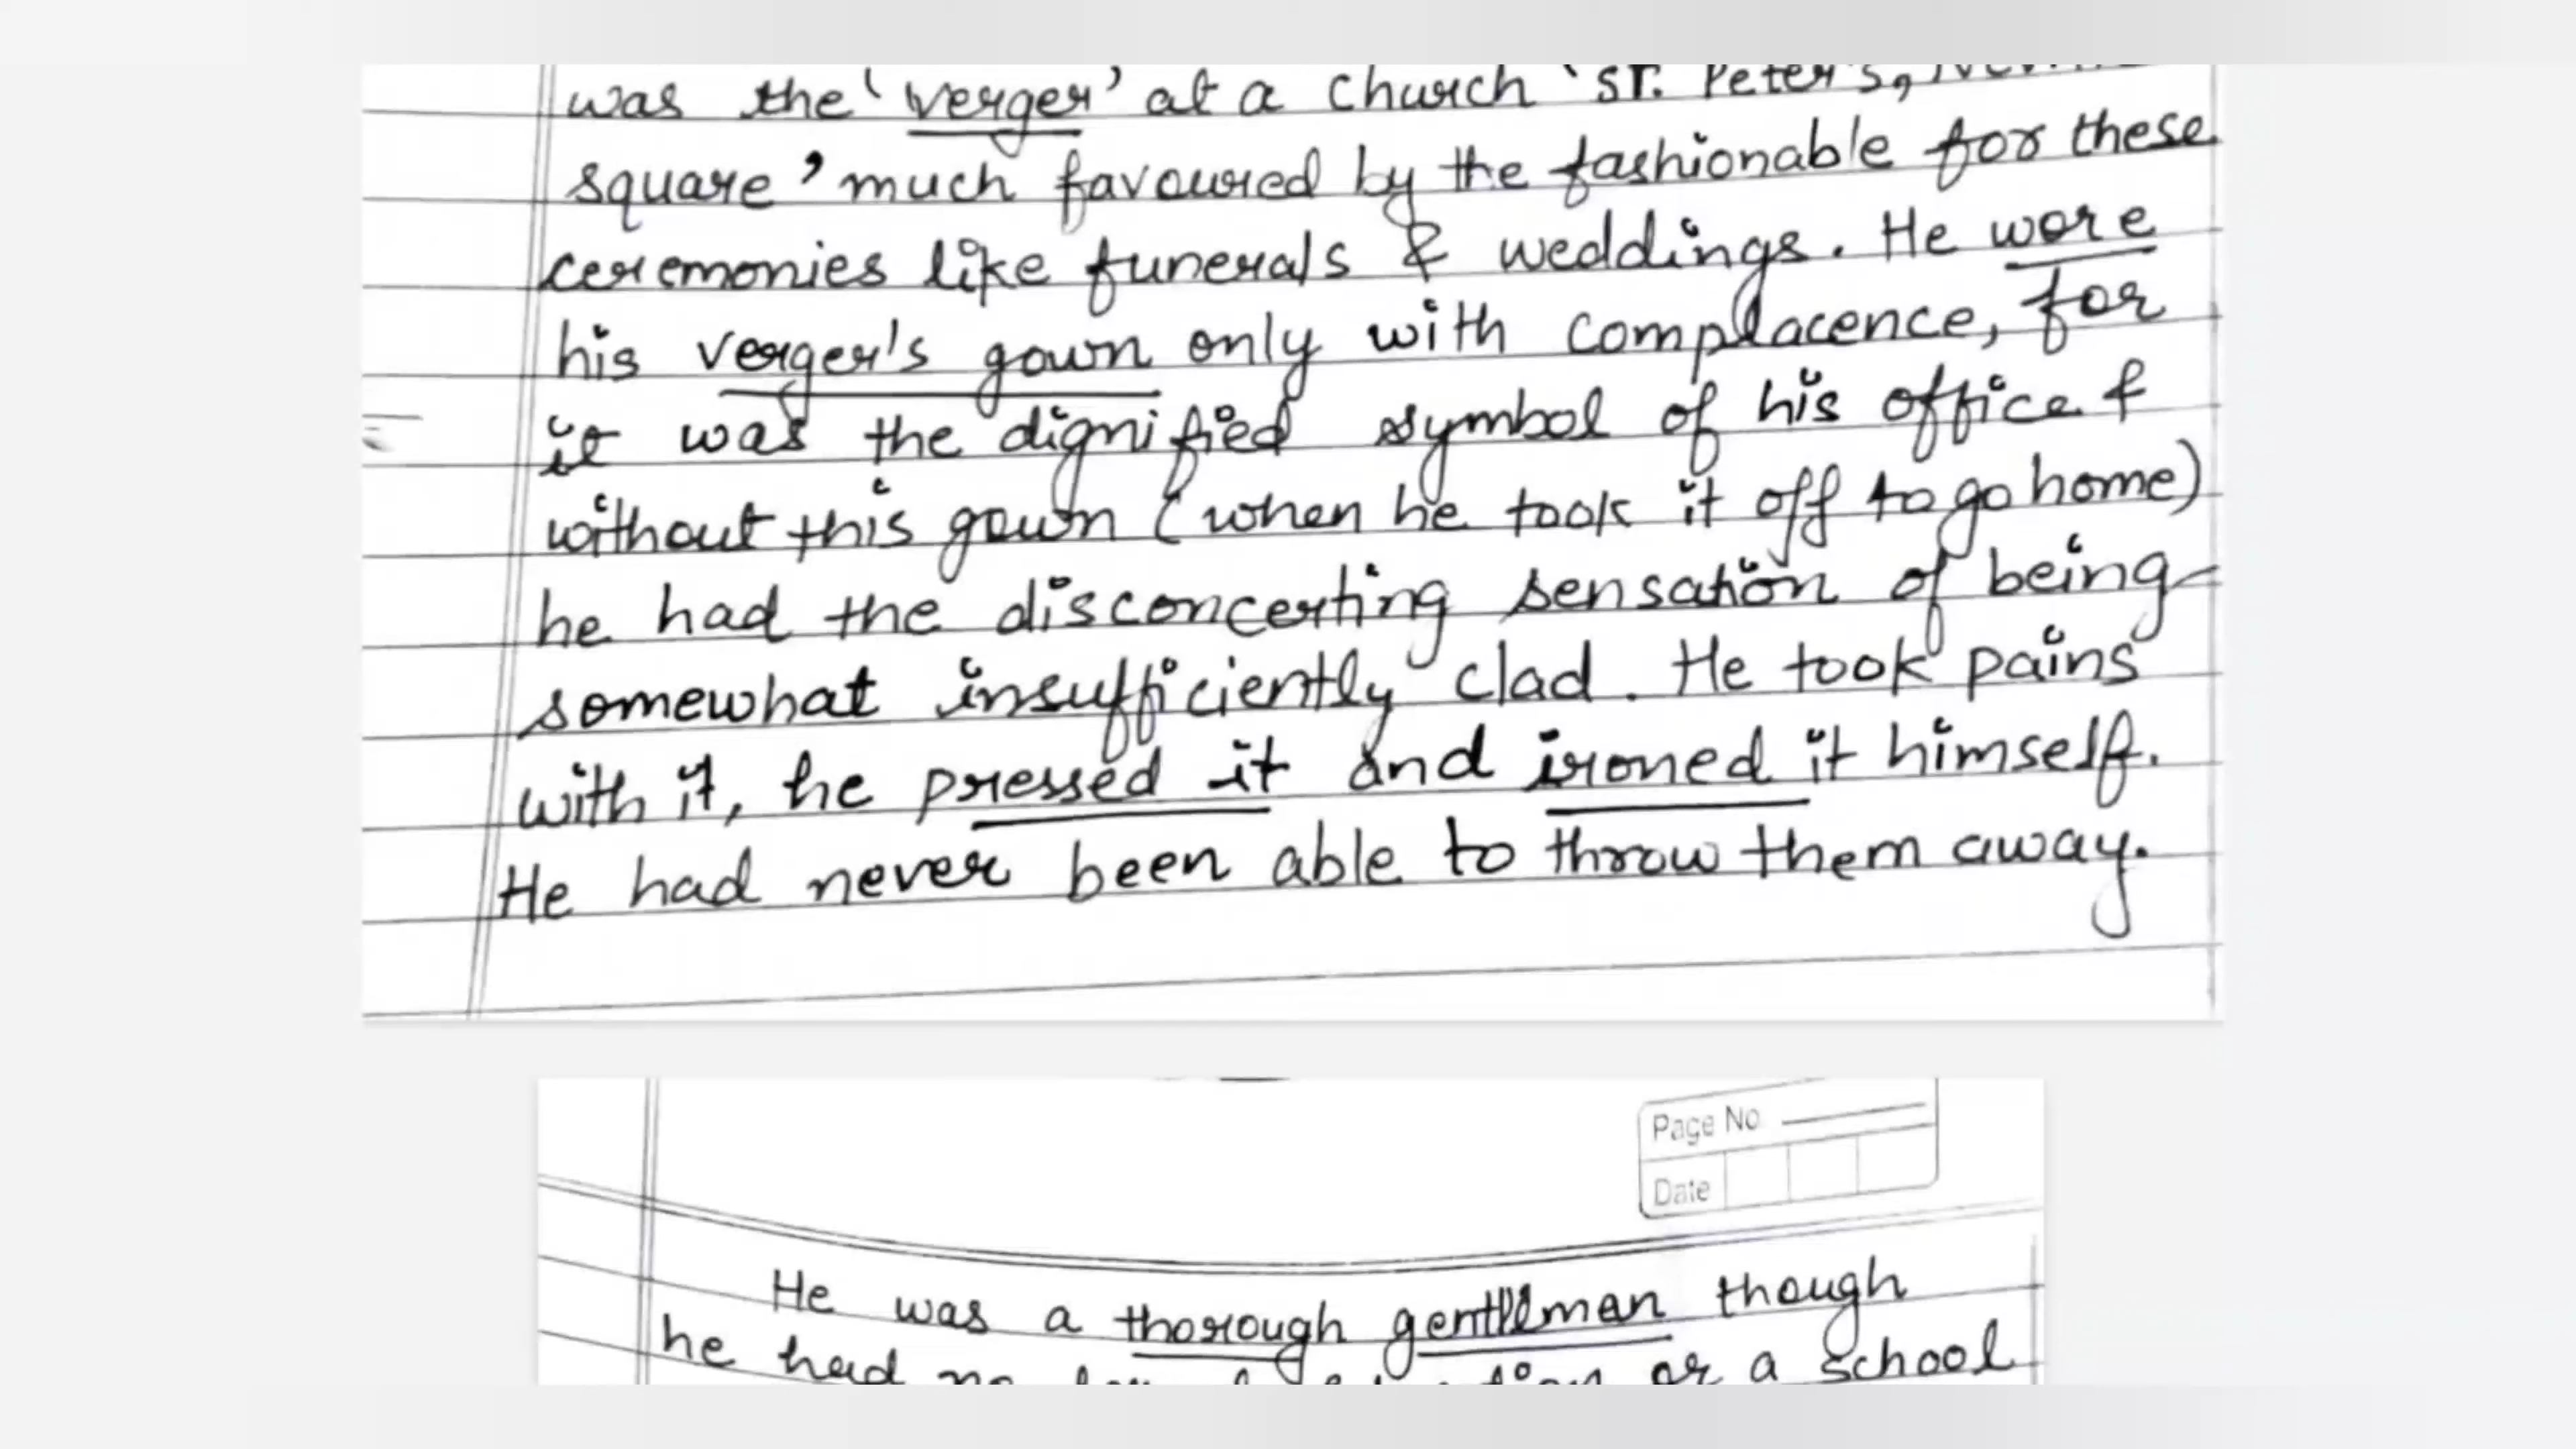 was the 'verger' at a church 'St. Peter's,
square' much favoured by the fashionable for these
ceremonies like funerals & weddings. He wore
his verger's gown only with complacence, for
it was the dignified symbol of his office &
without this gown (when he took it off to go home)
he had the disconcerting sensation of being
somewhat insufficiently clad. He took pains
with it, he pressed it and ironed it himself.
He had never been able to throw them away.
Page No
Date
He was a thorough gentleman though
he had no or a school